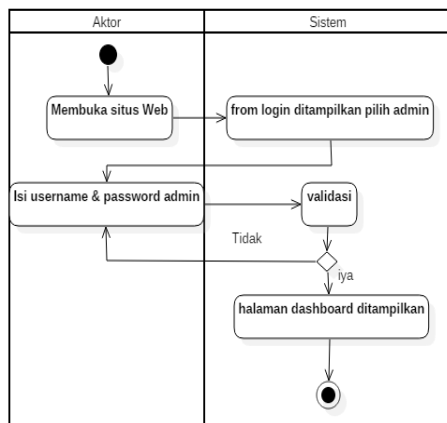 Aktor
Sistem
Membuka situs Web
from login ditampilkan pilih admin
Isi username & password admin
validasi
Tidak
iya
halaman dashboard ditampilkan